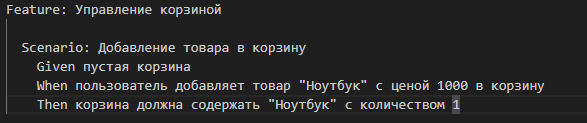 Feature: Управление корзиной
Scenario: Добавление товара в корзину
Given пустая корзина
When пользователь добавляет товар "Ноутбук" с ценой 1000 в корзину
Then корзина должна содержать "Ноутбук" с количеством 1